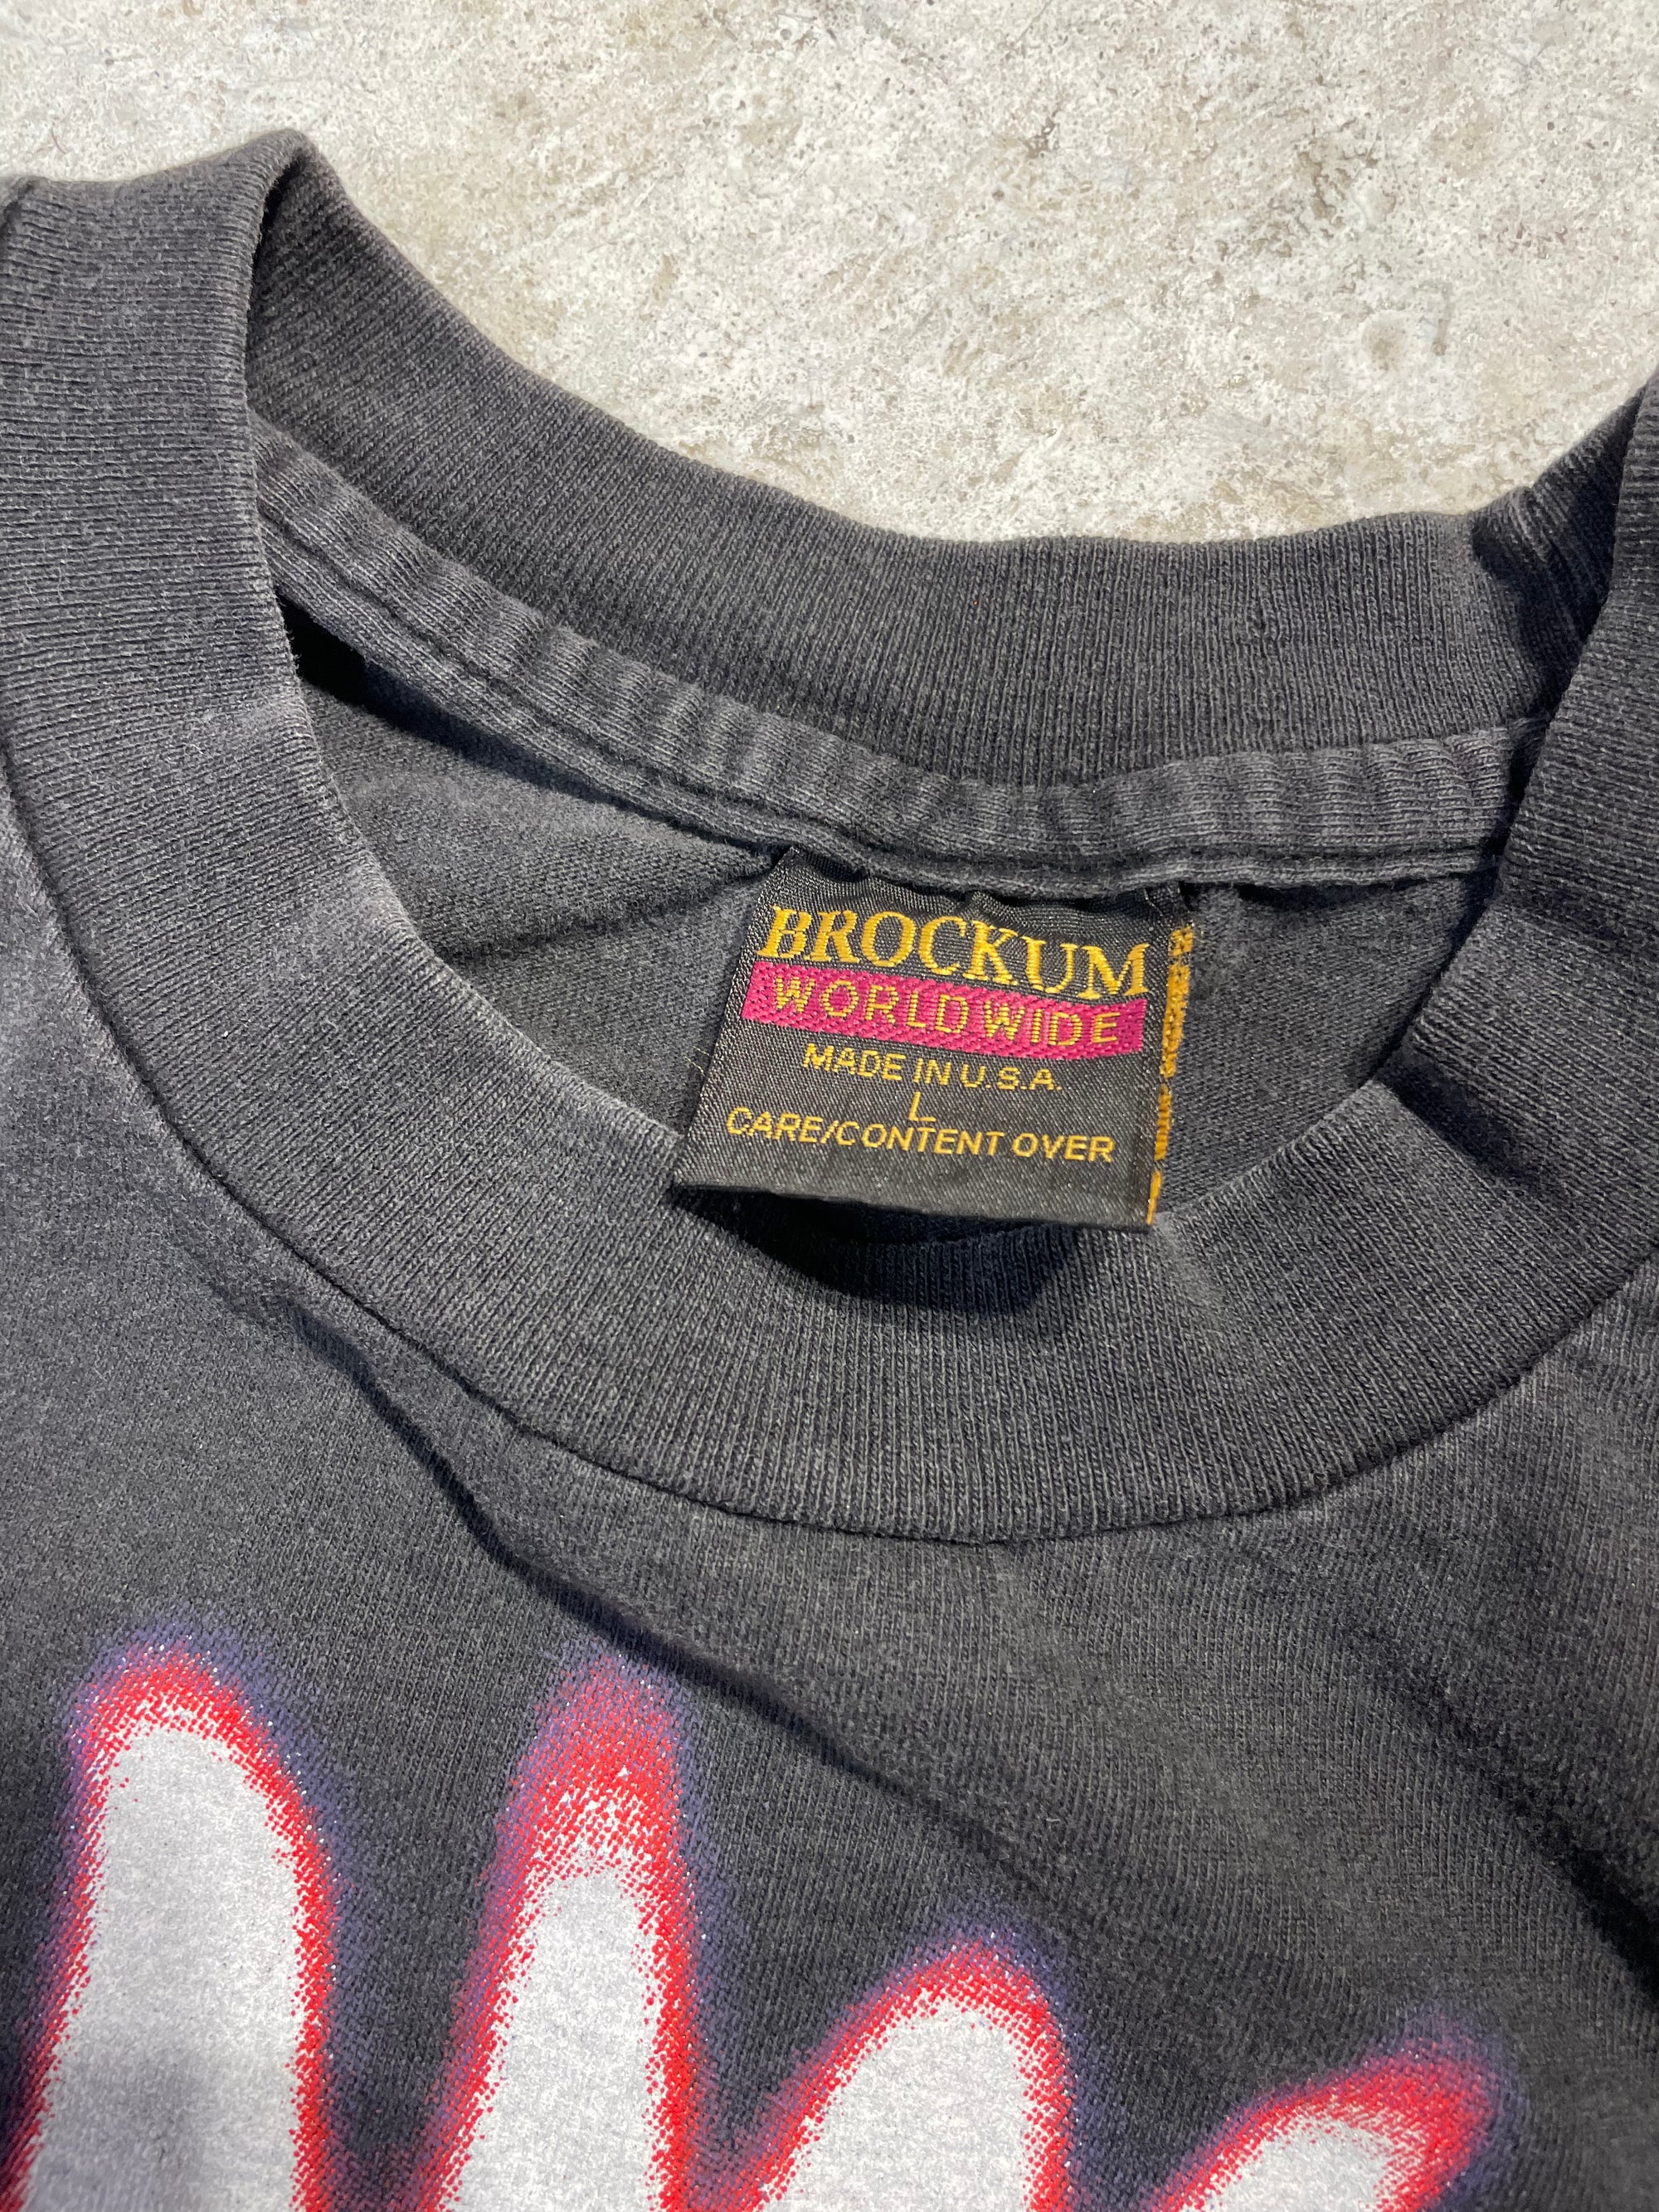 BROCKUM
WORLDWIDE
MADE IN U.S.A.
L
CARE/CONTENT OVER